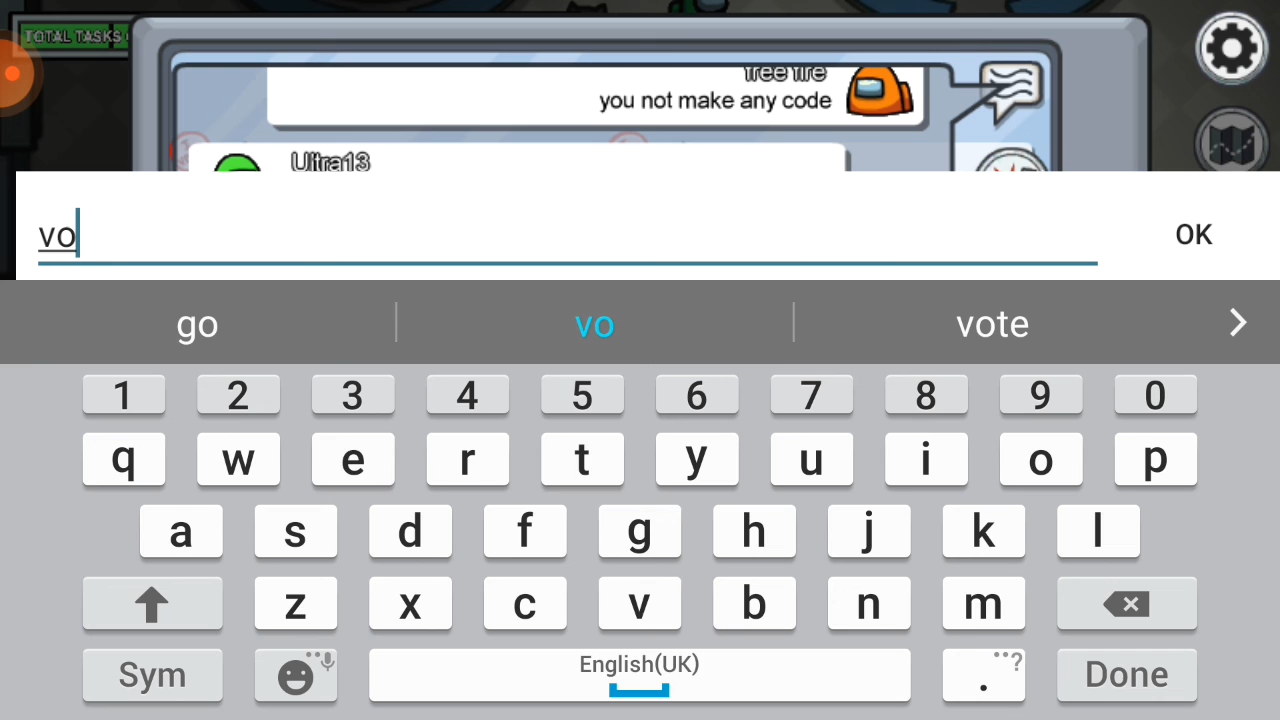 TOTAL TASKS
free fire
you not make any code
Ultra13
vo
OK
go vo vote
1 2 3 4 5 6 7 8 9 0
q w e r t y u i o p
a s d f g h j k l
z x c v b n m
Sym English(UK) . ? Done